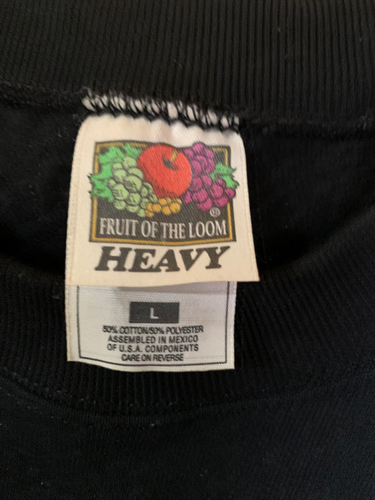 FRUIT OF THE LOOM
®
HEAVY
L
50% COTTON/50% POLYESTER
ASSEMBLED IN MEXICO
OF U.S.A. COMPONENTS
CARE ON REVERSE